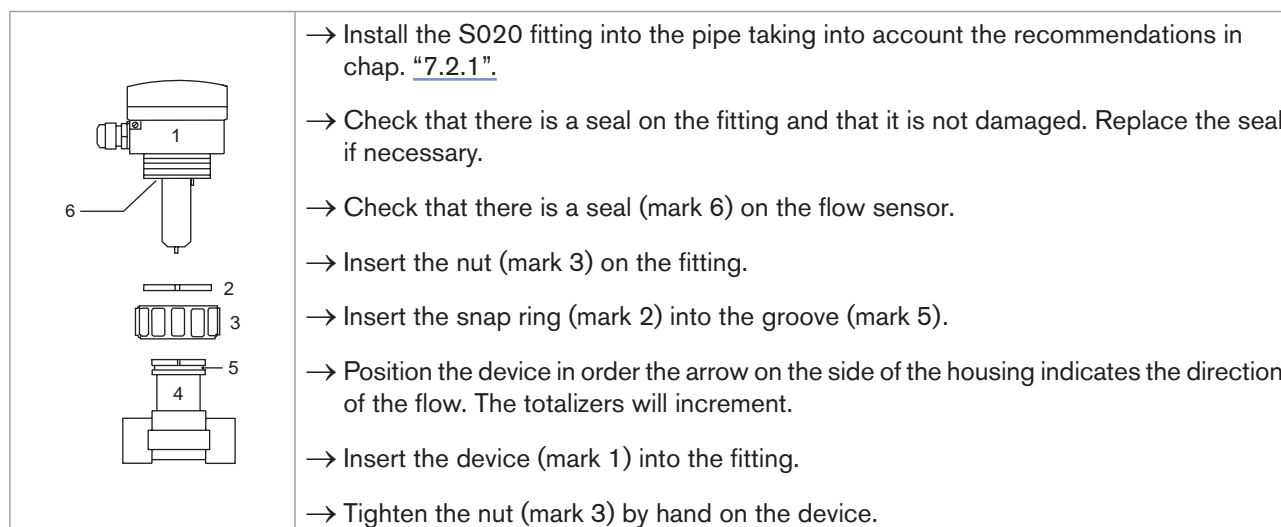 1
6
2
3
5
4
→ Install the S020 fitting into the pipe taking into account the recommendations in
chap. "7.2.1".
→ Check that there is a seal on the fitting and that it is not damaged. Replace the seal
if necessary.
→ Check that there is a seal (mark 6) on the flow sensor.
→ Insert the nut (mark 3) on the fitting.
→ Insert the snap ring (mark 2) into the groove (mark 5).
→ Position the device in order the arrow on the side of the housing indicates the direction
of the flow. The totalizers will increment.
→ Insert the device (mark 1) into the fitting.
→ Tighten the nut (mark 3) by hand on the device.